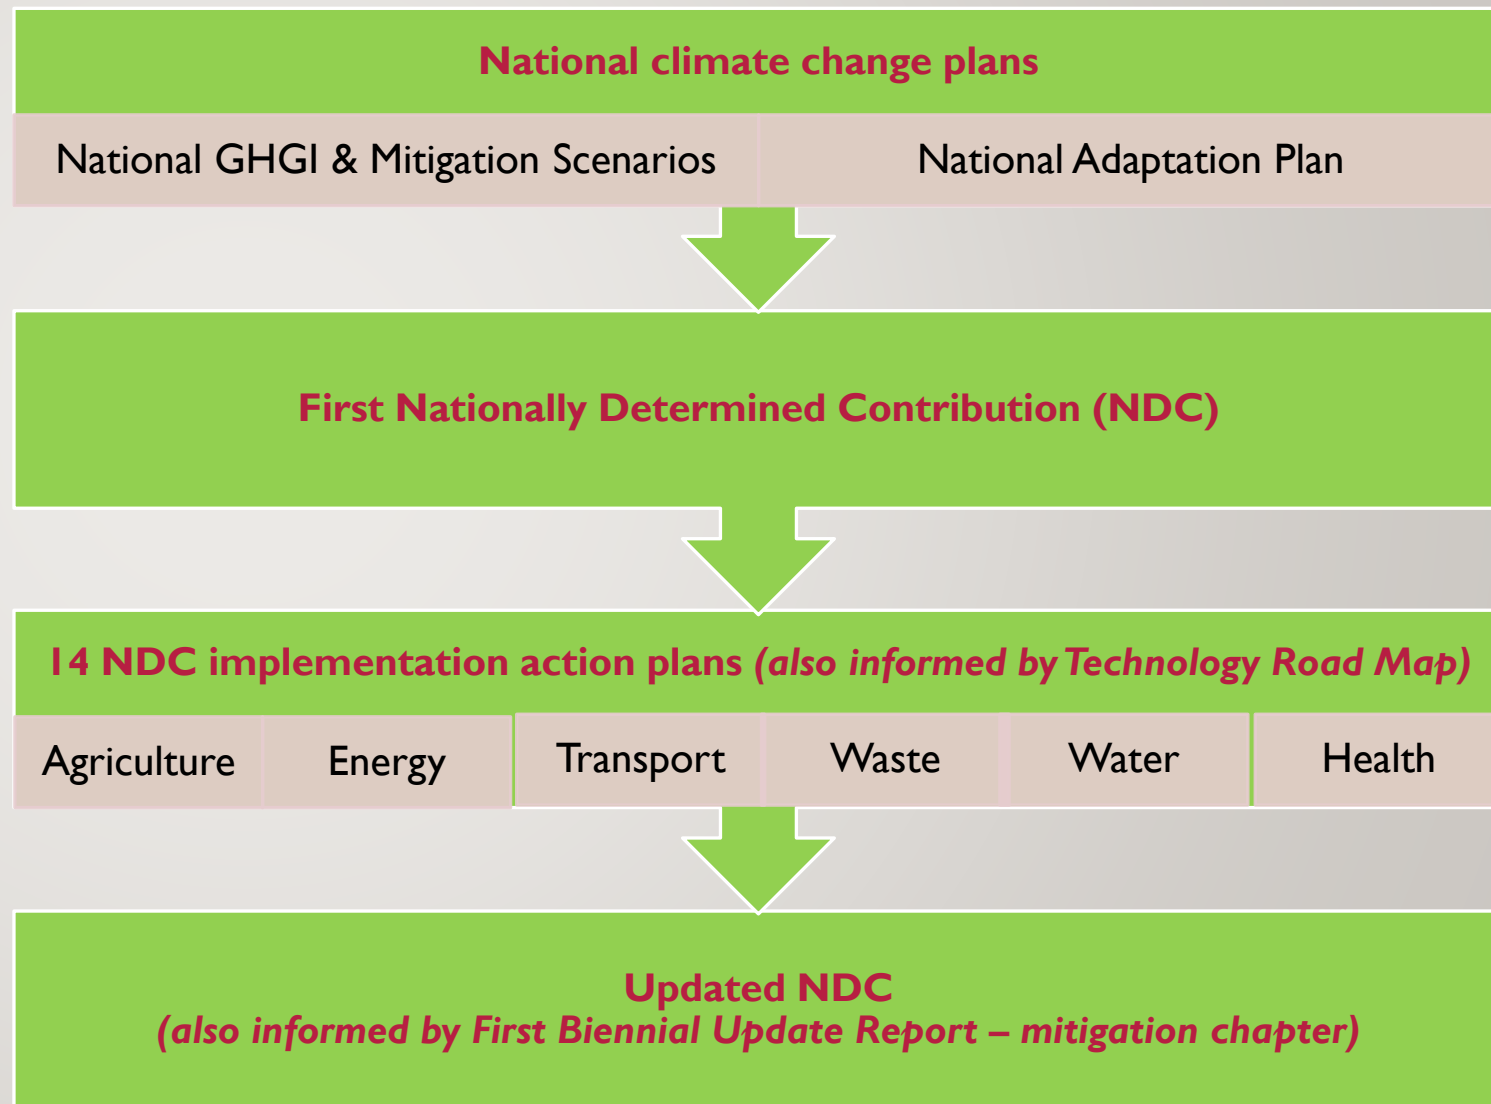 National climate change plans
National GHGI & Mitigation Scenarios
National Adaptation Plan
First Nationally Determined Contribution (NDC)
14 NDC implementation action plans (also informed by Technology Road Map)
Agriculture
Energy
Transport
Waste
Water
Health
Updated NDC
(also informed by First Biennial Update Report – mitigation chapter)